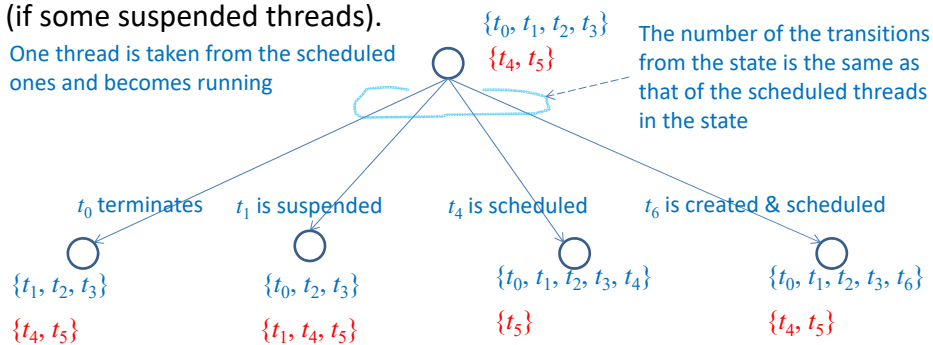 (if some suspended threads).
One thread is taken from the scheduled
ones and becomes running
{t₀, t₁, t₂, t₃}
{t₄, t₅}
The number of the transitions
from the state is the same as
that of the scheduled threads
in the state
t₀ terminates
t₁ is suspended
t₄ is scheduled
t₆ is created & scheduled
{t₁, t₂, t₃}
{t₄, t₅}
{t₀, t₂, t₃}
{t₁, t₄, t₅}
{t₀, t₁, t₂, t₃, t₄}
{t₅}
{t₀, t₁, t₂, t₃, t₆}
{t₄, t₅}